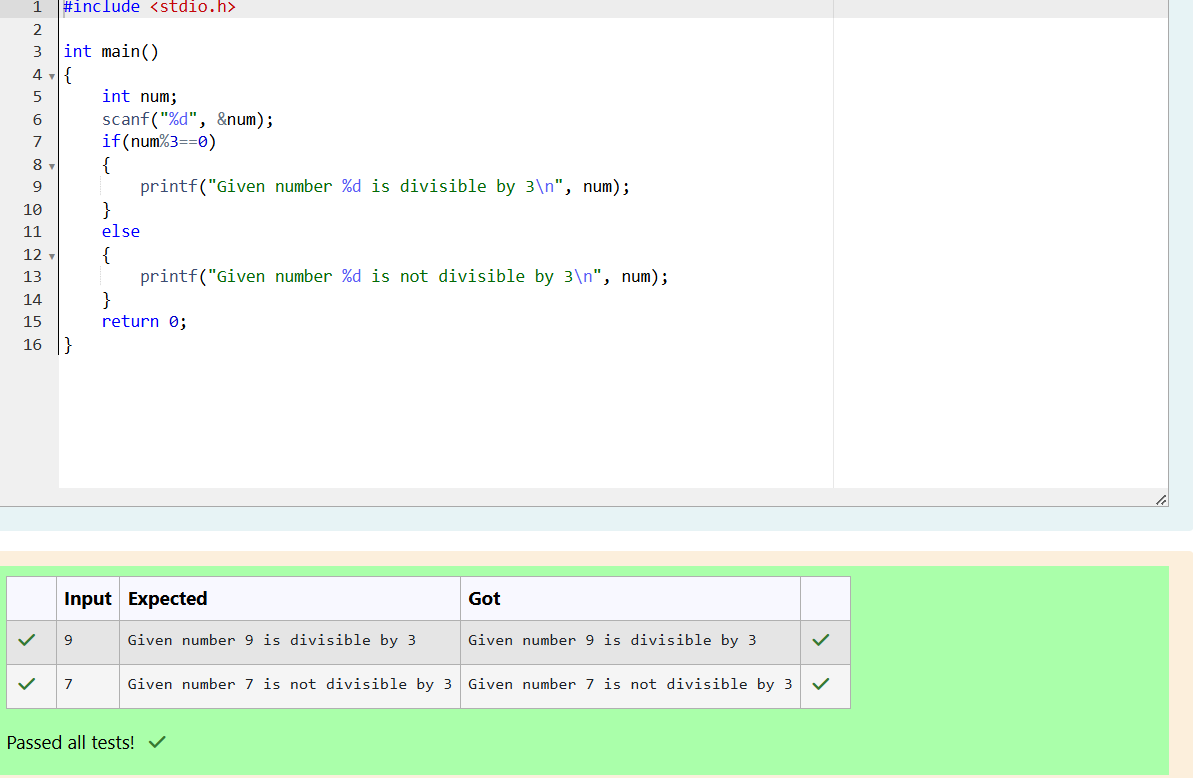 1 #include <stdio.h>
2
3 int main()
4 {
5     int num;
6     scanf("%d", &num);
7     if(num%3==0)
8     {
9         printf("Given number %d is divisible by 3\n", num);
10     }
11     else
12     {
13         printf("Given number %d is not divisible by 3\n", num);
14     }
15     return 0;
16 }
Input Expected Got
9 Given number 9 is divisible by 3 Given number 9 is divisible by 3
7 Given number 7 is not divisible by 3 Given number 7 is not divisible by 3
Passed all tests!